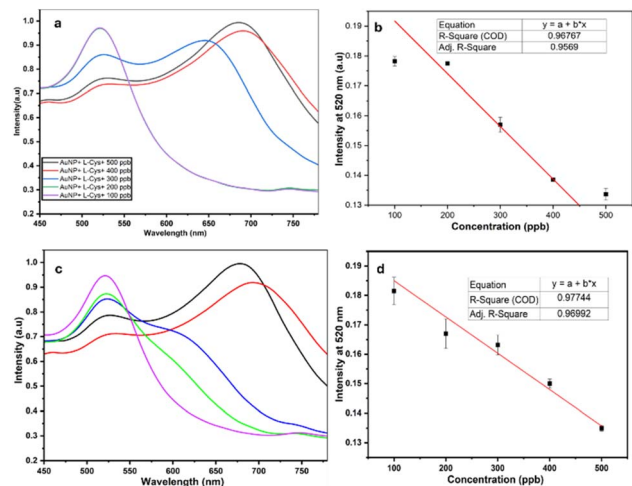 a
Intensity(a.u)
1.0
0.9
0.8
0.7
0.6
0.5
0.4
0.3
0.2
AuNP+ L-Cys+ 500 ppb
AuNP+ L-Cys+ 400 ppb
AuNP+ L-Cys+ 300 ppb
AuNP+ L-Cys+ 200 ppb
AuNP+ L-Cys+ 100 ppb
450 500 550 600 650 700 750
Wavelength (nm)
b
Intensity at 520 nm (a.u)
0.19
0.18
0.17
0.16
0.15
0.14
0.13
Equation y = a + b*x
R-Square (COD) 0.96767
Adj. R-Square 0.9569
100 200 300 400 500
Concentration (ppb)
c
Intensity (a.u)
1.0
0.9
0.8
0.7
0.6
0.5
0.4
0.3
0.2
450 500 550 600 650 700 750
Wavelength (nm)
d
Intensity at 520 nm
0.19
0.18
0.17
0.16
0.15
0.14
0.13
Equation y = a + b*x
R-Square (COD) 0.97744
Adj. R-Square 0.96992
100 200 300 400 500
Concentration (ppb)